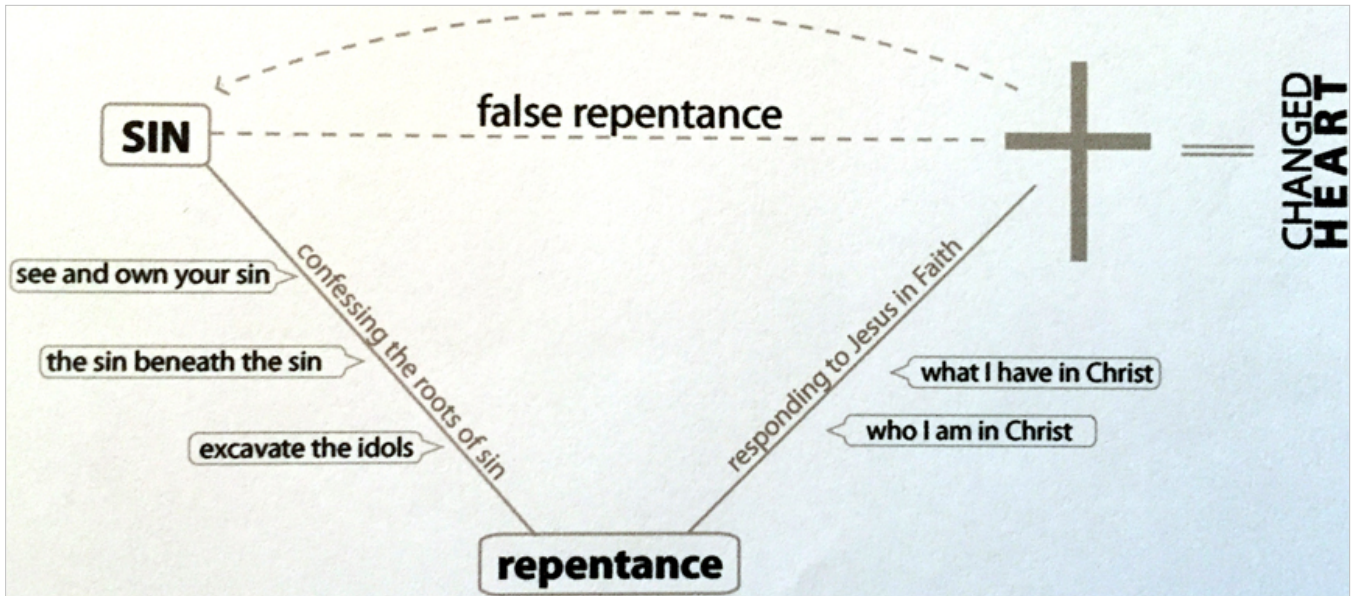 false repentance
SIN
CHANGED
HEART
confessing the roots of sin
see and own your sin
the sin beneath the sin
excavate the idols
responding to Jesus in Faith
what I have in Christ
who I am in Christ
repentance